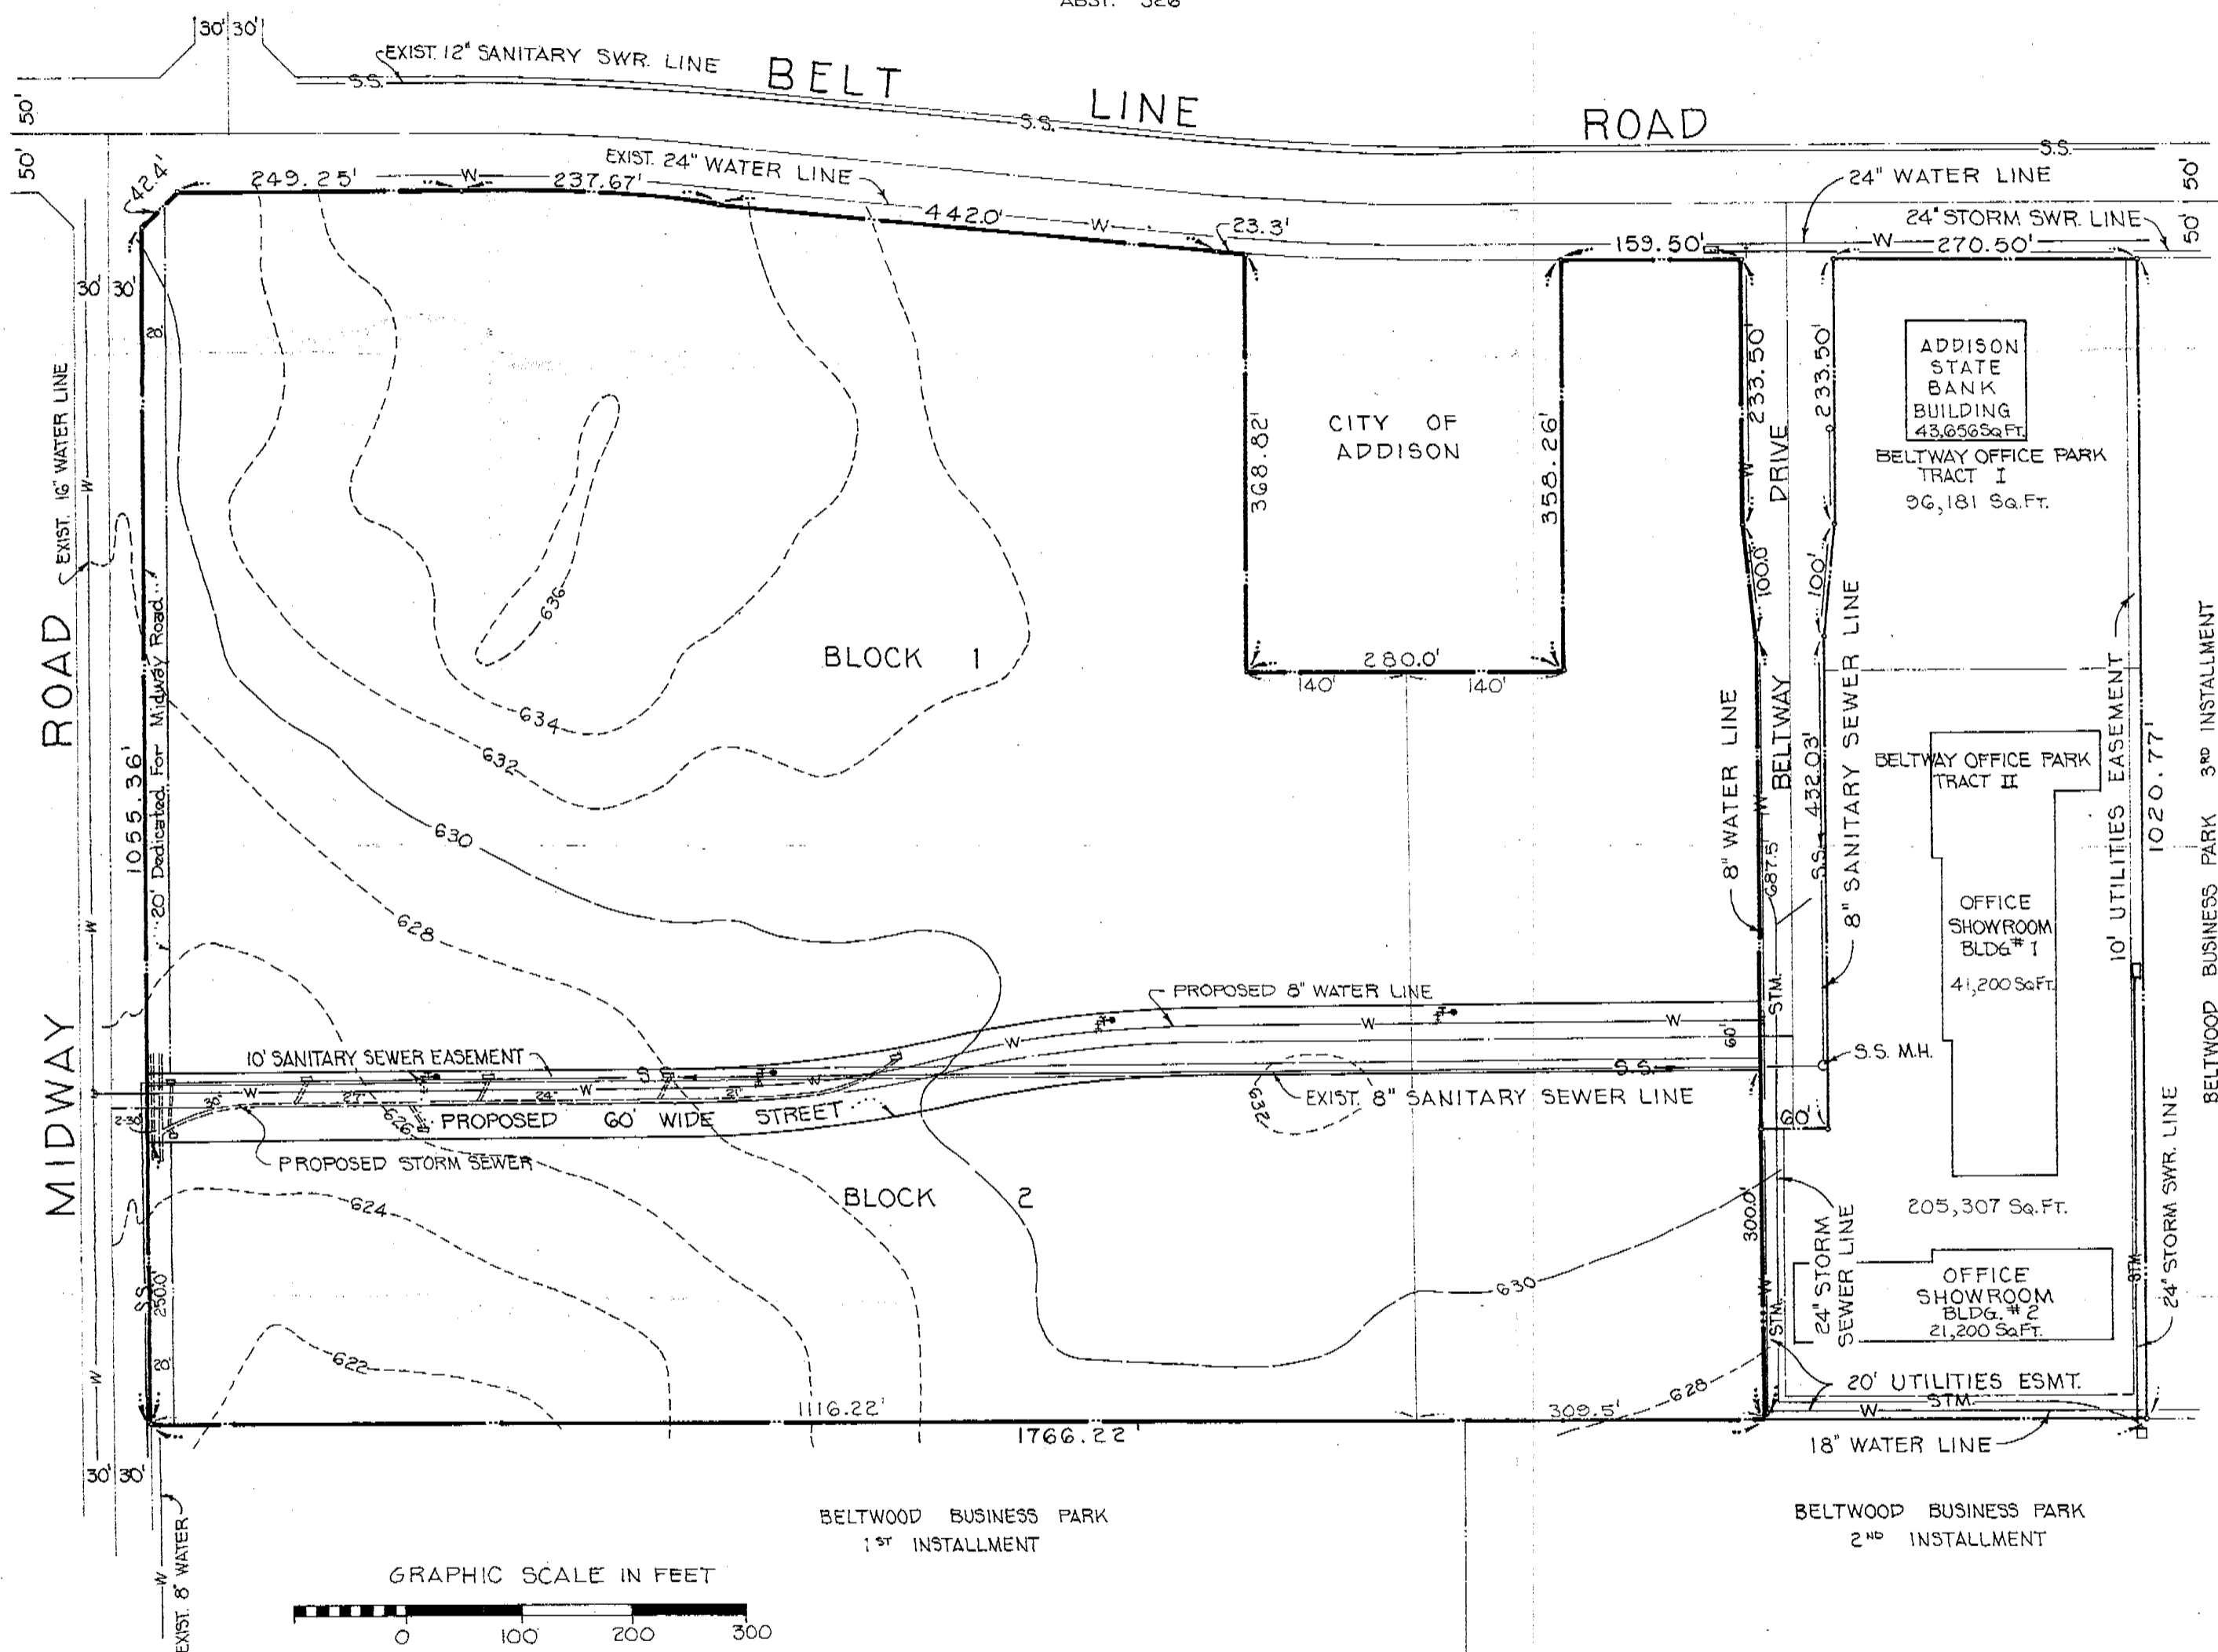 ABST. 326
30' 30'
EXIST. 12" SANITARY SWR. LINE
S.S.
BELT LINE ROAD
S.S.
S.S.
50'
50'
42.4'
249.25'
W
237.67'
EXIST. 24" WATER LINE
442.0'
W
23.3'
159.50'
24" WATER LINE
24" STORM SWR. LINE
W
270.50'
50'
50'
30' 30'
20'
EXIST. 16" WATER LINE
W
MIDWAY ROAD
1055.36'
20' Dedicated For Midway Road
W
636
634
632
630
628
BLOCK 1
368.82'
CITY OF
ADDISON
358.26'
280.0'
140' 140'
233.50'
W
DRIVE
233.50'
100.0'
100'
BELTWAY
8" WATER LINE
W
687.5'
STM.
432.03'
S.S.
8" SANITARY SEWER LINE
ADDISON
STATE
BANK
BUILDING
43,656 SQ.FT.
BELTWAY OFFICE PARK
TRACT I
96,181 SQ.FT.
BELTWAY OFFICE PARK
TRACT II
OFFICE
SHOWROOM
BLDG # 1
41,200 SQ.FT.
10' UTILITIES EASEMENT
1020.77'
BELTWOOD BUSINESS PARK 3RD INSTALLMENT
PROPOSED 8" WATER LINE
W
W
W
60'
10' SANITARY SEWER EASEMENT
W
W
W
30"
27"
24"
21"
626
PROPOSED 60' WIDE STREET
PROPOSED STORM SEWER
632
S.S.
EXIST. 8" SANITARY SEWER LINE
S.S. M.H.
60'
624
BLOCK 2
205,307 SQ.FT.
300.0'
W
STM.
24" STORM
SEWER LINE
OFFICE
SHOWROOM
BLDG. # 2
21,200 SQ.FT.
STM.
24" STORM SWR. LINE
S.S.
250.0'
20'
W
622
630
628
20' UTILITIES ESMT.
STM.
W
1116.22'
1766.22'
309.5'
18" WATER LINE
30' 30'
EXIST. 8" WATER
W
BELTWOOD BUSINESS PARK
1ST INSTALLMENT
BELTWOOD BUSINESS PARK
2ND INSTALLMENT
GRAPHIC SCALE IN FEET
0 100 200 300